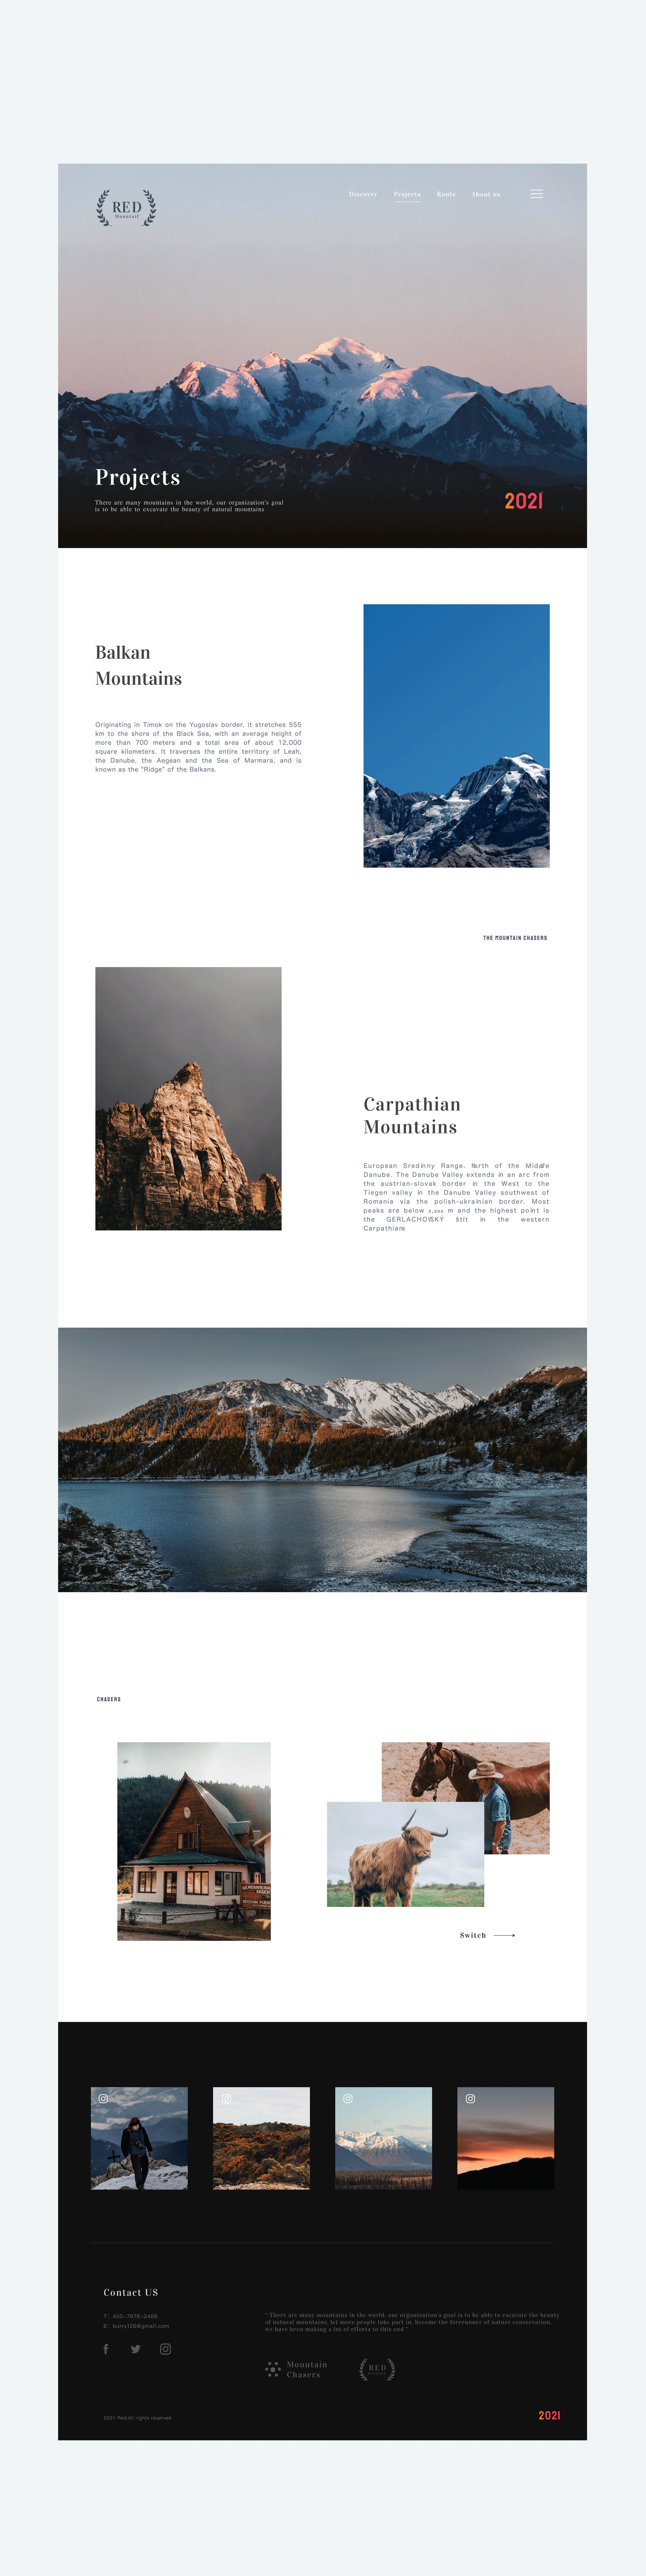 RED
Mountain
Discover Projects Route About us
Projects
There are many mountains in the world, our organization's goal
is to be able to excavate the beauty of natural mountains
2021
Balkan
Mountains
Originating in Timok on the Yugoslav border, it stretches 555
km to the shore of the Black Sea, with an average height of
more than 700 meters and a total area of about 12,000
square kilometers. It traverses the entire territory of Leah,
the Danube, the Aegean and the Sea of Marmara, and is
known as the "Ridge" of the Balkans.
THE MOUNTAIN CHASERS
Carpathian
Mountains
European Sredinny Range. North of the Middle
Danube. The Danube Valley extends in an arc from
the austrian-slovak border in the West to the
Tiegen valley in the Danube Valley southwest of
Romania via the polish-ukrainian border. Most
peaks are below 2,000 m and the highest point is
the GERLACHOVSKÝ štít in the western
Carpathians
CHASERS
Switch
Contact US
T: 400-7676-2466
E: burry126@gmail.com
" There are many mountains in the world, our organization's goal is to be able to excavate the beauty
of natural mountains, let more people take part in, become the forerunner of nature conservation,
we have been making a lot of efforts to this end "
Mountain
Chasers
RED
2021 Red.All rights reserved
2021